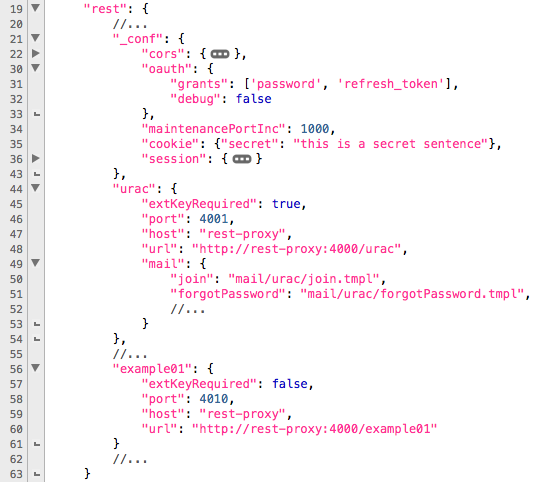 19 "rest": {
20 //...
21 "_conf": {
22 "cors": {...},
30 "oauth": {
31 "grants": ['password', 'refresh_token'],
32 "debug": false
33 },
34 "maintenancePortInc": 1000,
35 "cookie": {"secret": "this is a secret sentence"},
36 "session": {...}
43 },
44 "urac": {
45 "extKeyRequired": true,
46 "port": 4001,
47 "host": "rest-proxy",
48 "url": "http://rest-proxy:4000/urac",
49 "mail": {
50 "join": "mail/urac/join.tmpl",
51 "forgotPassword": "mail/urac/forgotPassword.tmpl",
52 //...
53 }
54 },
55 //...
56 "example01": {
57 "extKeyRequired": false,
58 "port": 4010,
59 "host": "rest-proxy",
60 "url": "http://rest-proxy:4000/example01"
61 }
62 //...
63 }